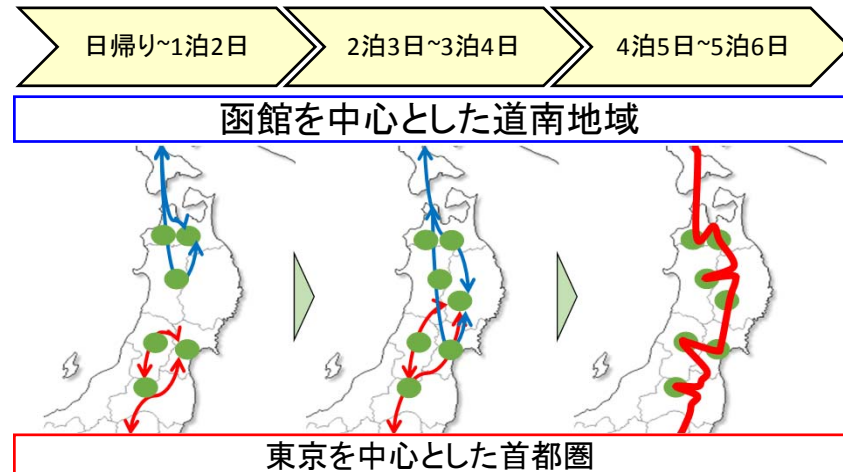 日帰り~1泊2日
2泊3日~3泊4日
4泊5日~5泊6日
函館を中心とした道南地域
東京を中心とした首都圏